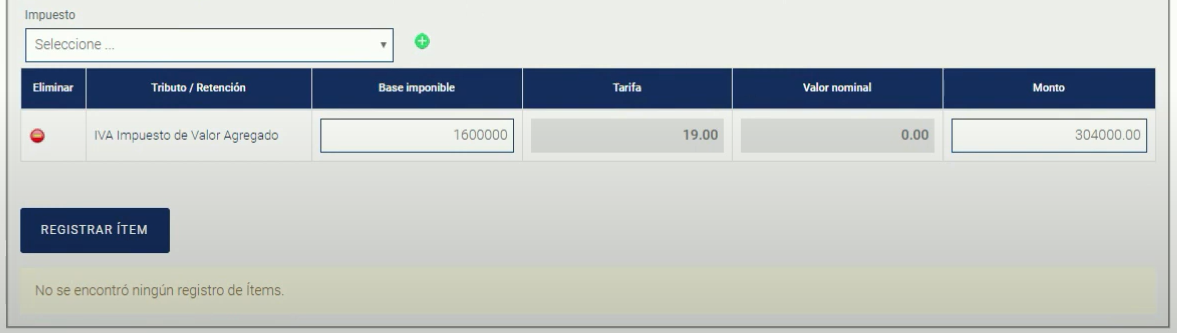 Impuesto
Seleccione ...
Eliminar Tributo / Retención Base imponible Tarifa Valor nominal Monto
IVA Impuesto de Valor Agregado 1600000 19.00 0.00 304000.00
REGISTRAR ÍTEM
No se encontró ningún registro de Ítems.